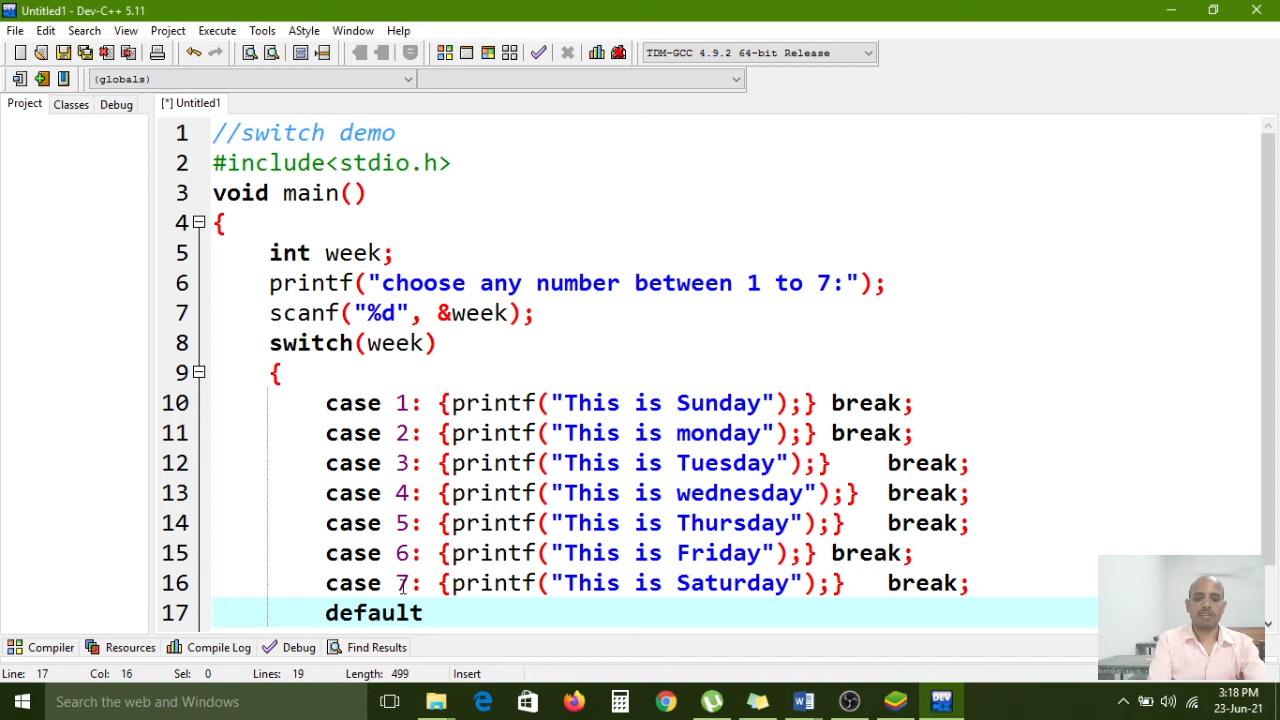 Untitled1 - Dev-C++ 5.11
File Edit Search View Project Execute Tools AStyle Window Help
TDM-GCC 4.9.2 64-bit Release
(globals)
Project Classes Debug [*] Untitled1
1 //switch demo
2 #include<stdio.h>
3 void main()
4 {
5 int week;
6 printf("choose any number between 1 to 7:");
7 scanf("%d", &week);
8 switch(week)
9 {
10 case 1: {printf("This is Sunday");} break;
11 case 2: {printf("This is monday");} break;
12 case 3: {printf("This is Tuesday");} break;
13 case 4: {printf("This is wednesday");} break;
14 case 5: {printf("This is Thursday");} break;
15 case 6: {printf("This is Friday");} break;
16 case 7: {printf("This is Saturday");} break;
17 default
Compiler Resources Compile Log Debug Find Results
Line: 17 Col: 16 Sel: 0 Lines: 19 Length: 499 Insert
Search the web and Windows
DEV
3:18 PM
23-Jun-21